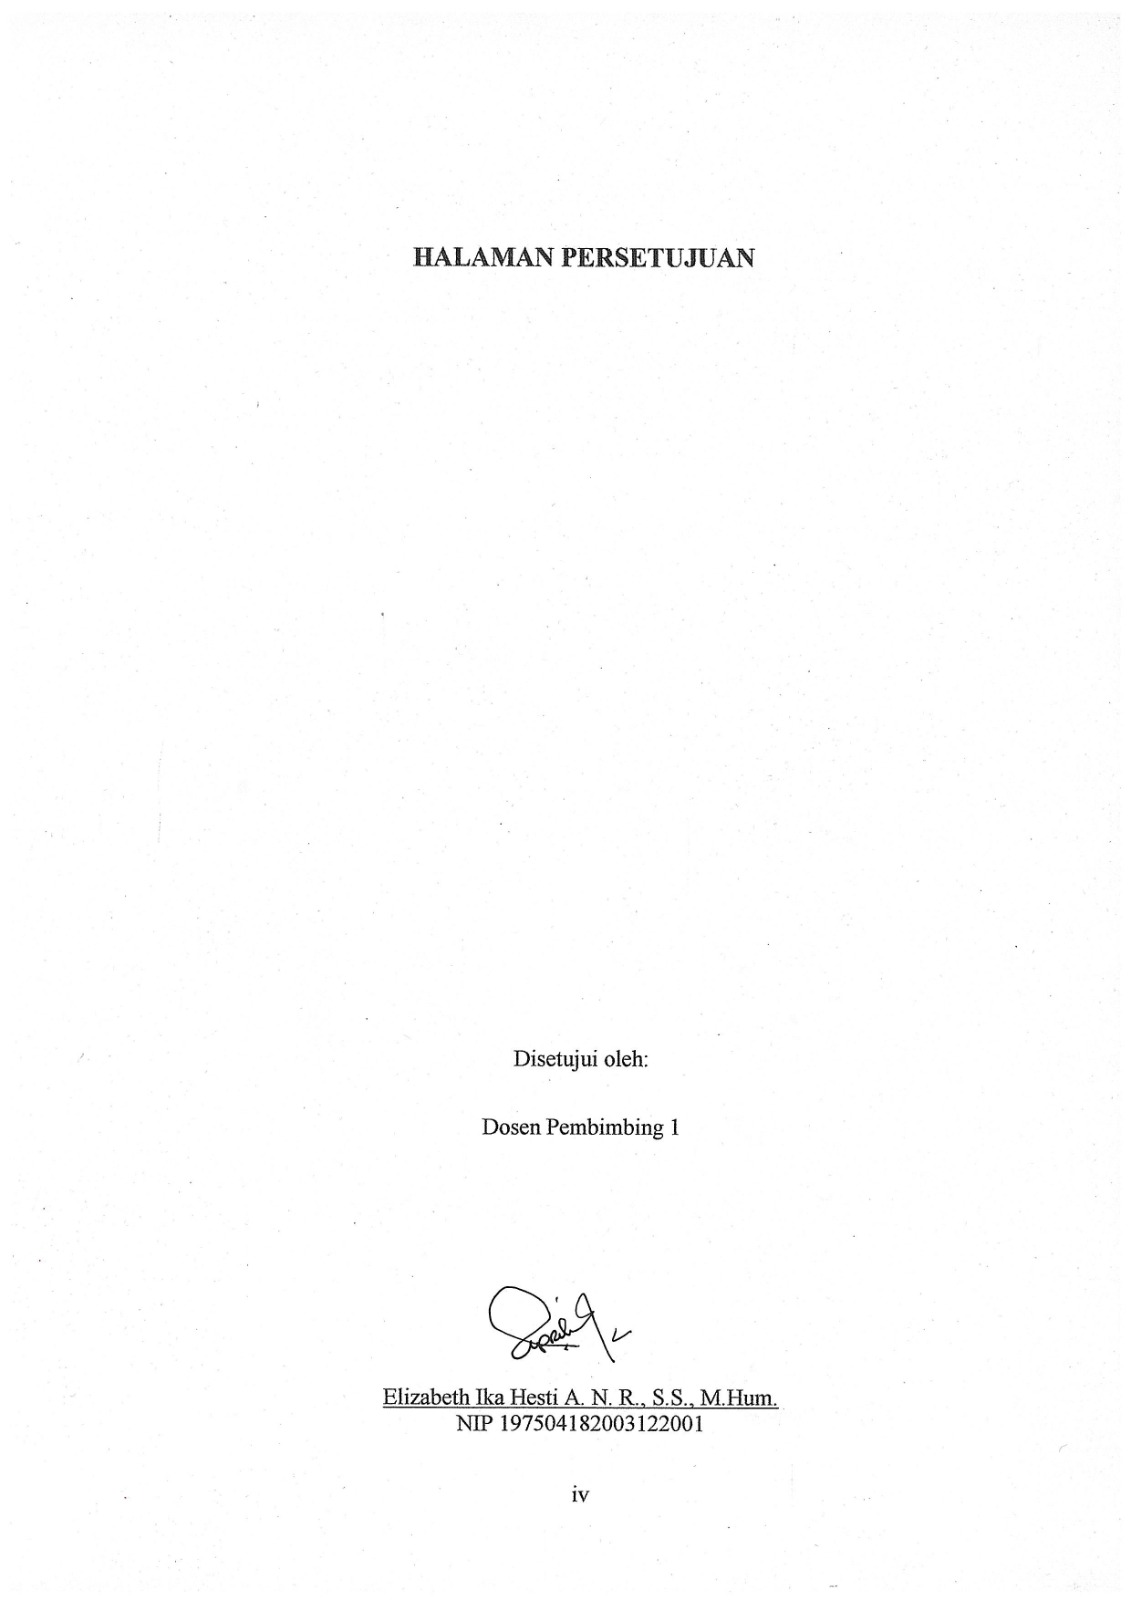 HALAMAN PERSETUJUAN
Disetujui oleh:
Dosen Pembimbing 1
Elizabeth Ika Hesti A. N. R., S.S., M.Hum.
NIP 197504182003122001
iv